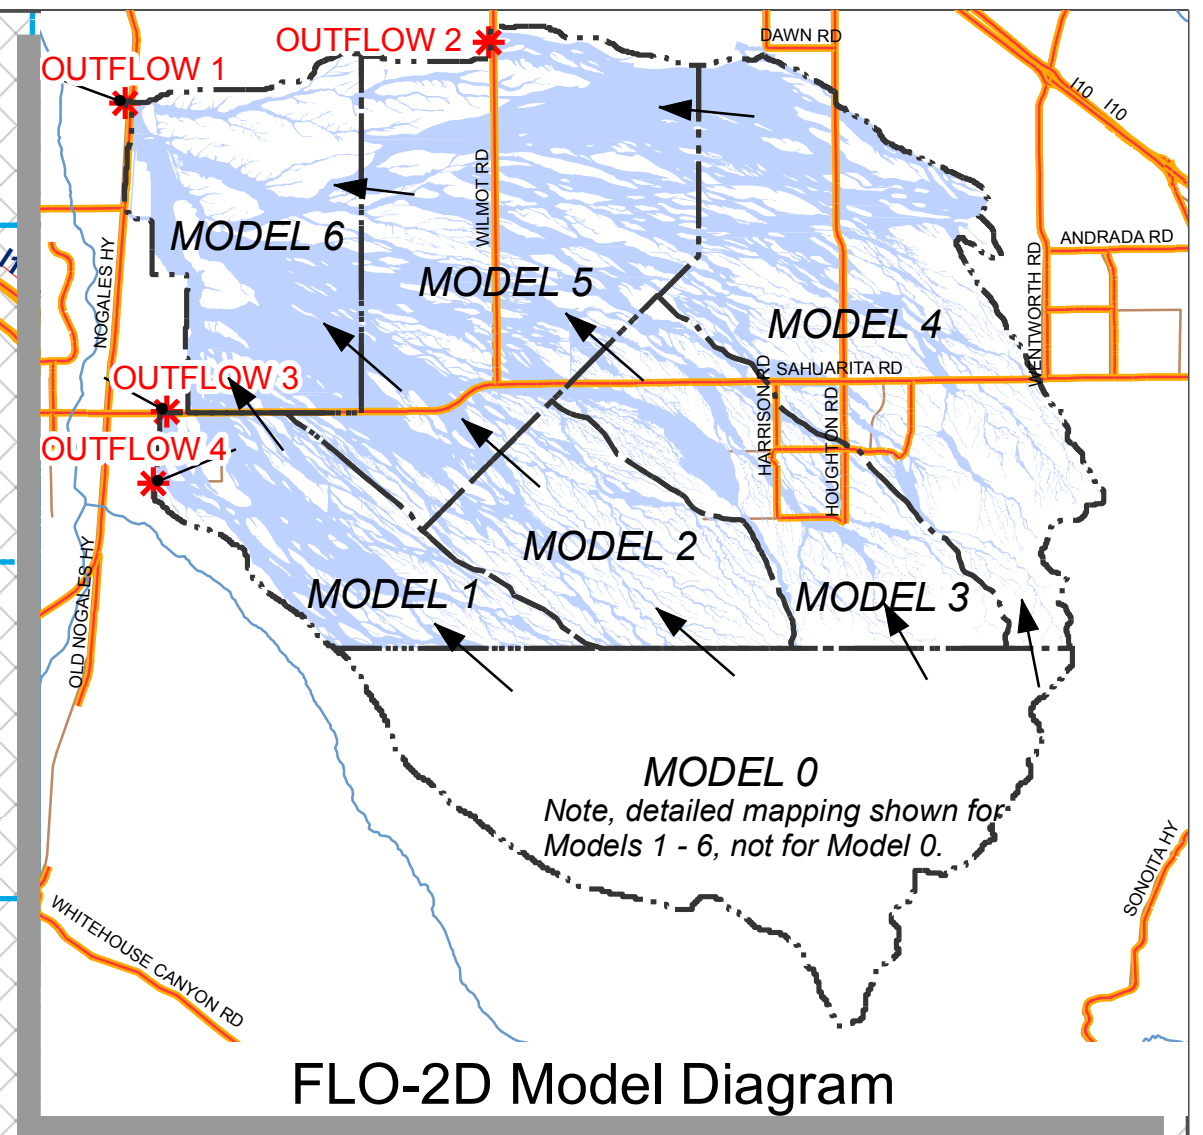 OUTFLOW 2
DAWN RD
OUTFLOW 1
I10
I10
WILMOT RD
MODEL 6
NOGALES HY
ANDRADA RD
WENTWORTH RD
MODEL 5
MODEL 4
SAHUARITA RD
OUTFLOW 3
HARRISON RD
HOUGHTON RD
OUTFLOW 4
MODEL 2
OLD NOGALES HY
MODEL 1
MODEL 3
MODEL 0
Note, detailed mapping shown for
Models 1 - 6, not for Model 0.
SONOITA HY
WHITEHOUSE CANYON RD
FLO-2D Model Diagram